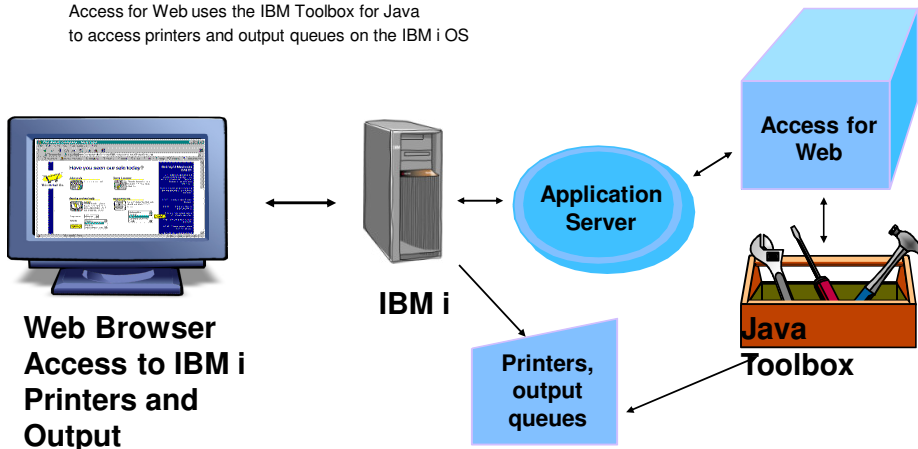 Access for Web uses the IBM Toolbox for Java
to access printers and output queues on the IBM i OS
Have you seen our sale today?
Access for
Web
Application
Server
IBM i
Web Browser
Access to IBM i
Printers and
Output
Printers,
output
queues
Java
Toolbox